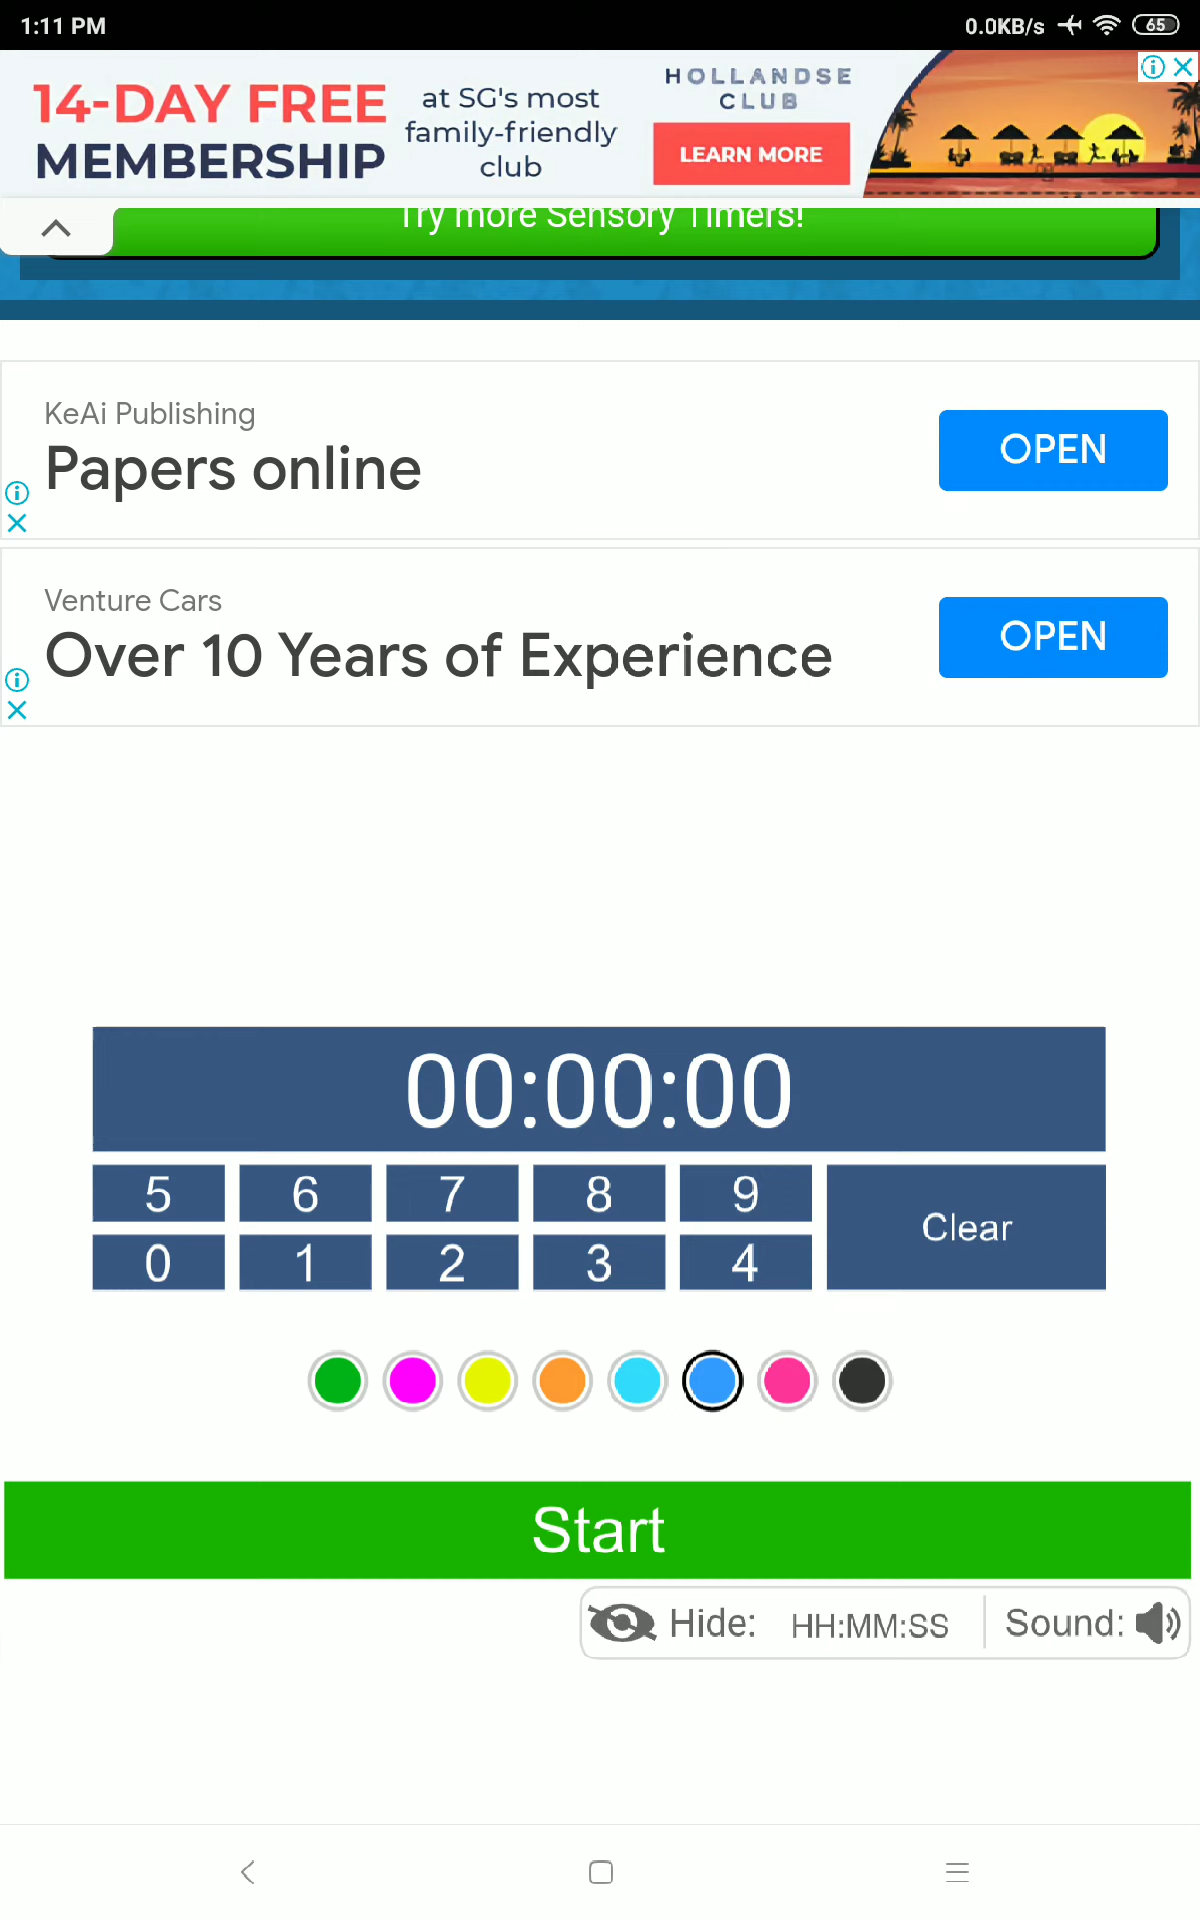 1:11 PM
0.0KB/s
65
14-DAY FREE
MEMBERSHIP
at SG's most
family-friendly
club
HOLLANDSE
CLUB
LEARN MORE
Try more Sensory Timers!
KeAi Publishing
Papers online
OPEN
Venture Cars
Over 10 Years of Experience
OPEN
00:00:00
5 6 7 8 9
Clear
0 1 2 3 4
Start
Hide: HH:MM:SS Sound: